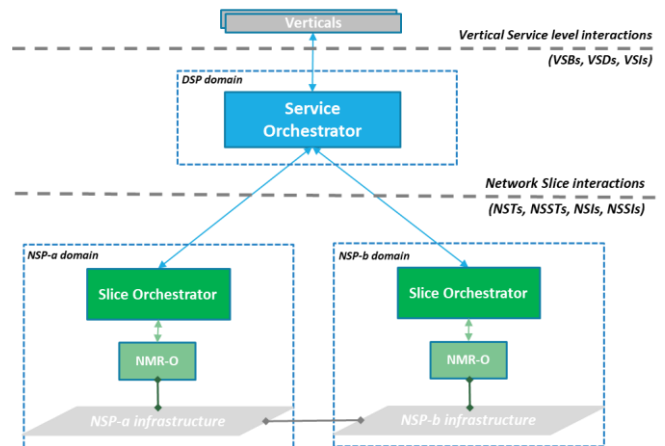 Verticals
Vertical Service level interactions
(VSBs, VSDs, VSIs)
DSP domain
Service
Orchestrator
Network Slice interactions
(NSTs, NSSTs, NSIs, NSSIs)
NSP-a domain
NSP-b domain
Slice Orchestrator
Slice Orchestrator
NMR-O
NMR-O
NSP-a infrastructure
NSP-b infrastructure